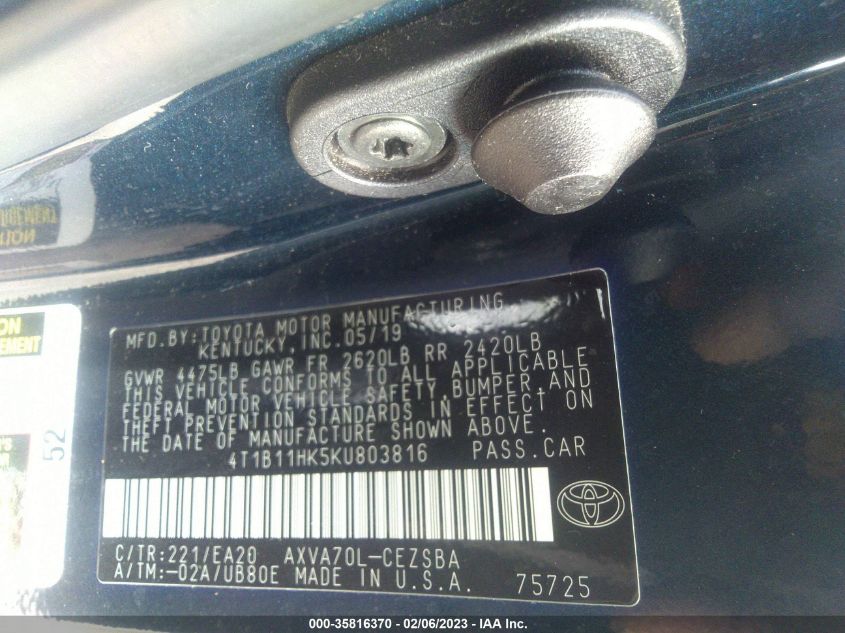 MFD.BY:TOYOTA MOTOR MANUFACTURING
KENTUCKY,INC.05/19
GVWR 4475LB GAWR FR 2620LB RR 2420LB
THIS VEHICLE CONFORMS TO ALL APPLICABLE
FEDERAL MOTOR VEHICLE SAFETY,BUMPER,AND
THEFT PREVENTION STANDARDS IN EFFECT ON
THE DATE OF MANUFACTURE SHOWN ABOVE.
4T1B11HK5KU803816 PASS.CAR
C/TR:221/EA20 AXVA70L-CEZSBA
A/TM:-02A/UB80E MADE IN U.S.A. 75725
52
000-35816370 - 02/06/2023 - IAA Inc.